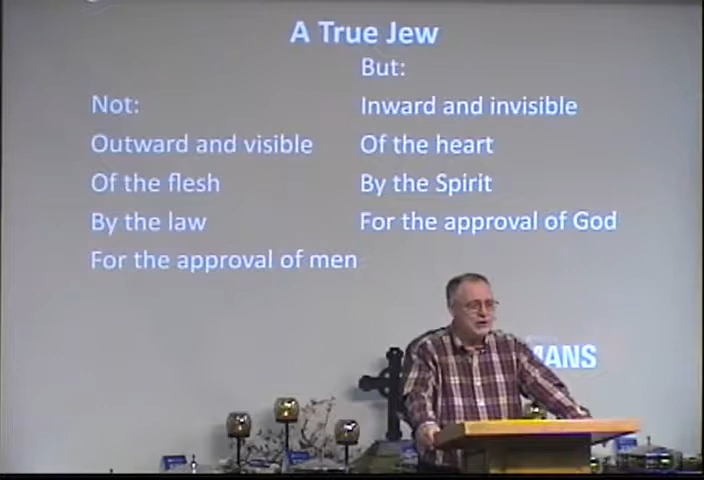 A True Jew
But:
Not:
Inward and invisible
Outward and visible
Of the heart
Of the flesh
By the Spirit
By the law
For the approval of God
For the approval of men
MANS